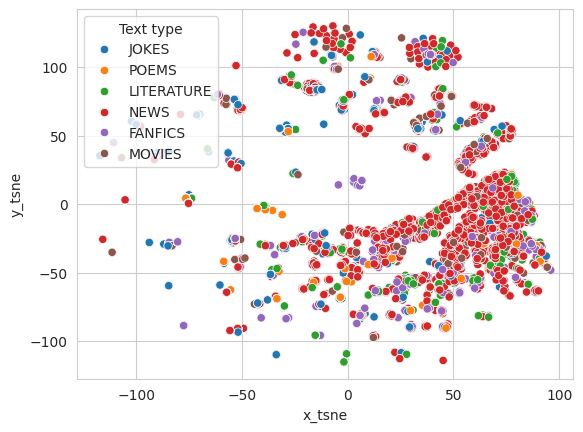 Text type
JOKES
POEMS
LITERATURE
NEWS
FANFICS
MOVIES
100
50
0
−50
−100
y_tsne
−100
−50
0
50
100
x_tsne